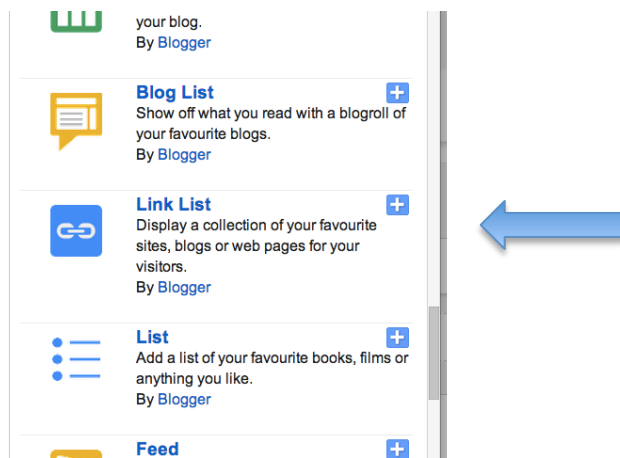 your blog.
By Blogger
Blog List
Show off what you read with a blogroll of
your favourite blogs.
By Blogger
Link List
Display a collection of your favourite
sites, blogs or web pages for your
visitors.
By Blogger
List
Add a list of your favourite books, films or
anything you like.
By Blogger
Feed